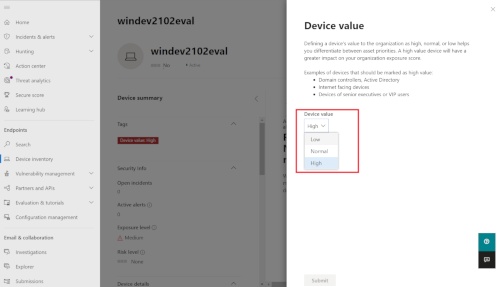 Home
Incidents & alerts
Hunting
Action center
Threat analytics
Secure score
Learning hub
Endpoints
Search
Device inventory
Vulnerability management
Partners and APIs
Evaluation & tutorials
Configuration management
Email & collaboration
Investigations
Explorer
Submissions
windev2102eval
windev2102eval
Device summary
Tags
Device value: High
Security info
Open incidents
0
Active alerts
0
Exposure level
Medium
Risk level
None
Device details
Device value
Defining a device's value to the organization as high, normal, or low helps
you differentiate between asset priorities. A high value device will have a
greater impact on your organization exposure score.
Examples of devices that should be marked as high value:
• Domain controllers, Active Directory
• Internet facing devices
• Devices of senior executives or VIP users
Device value
High
Low
Normal
High
Submit